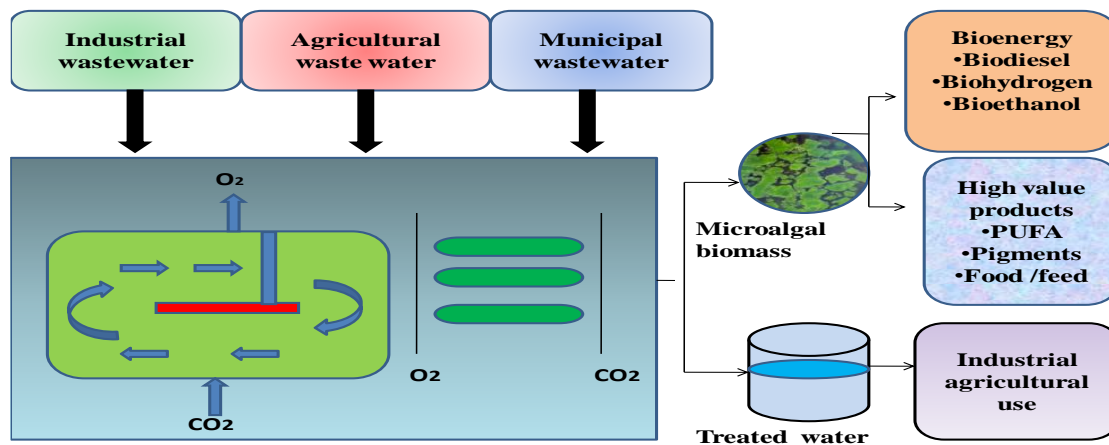 Industrial
wastewater
Agricultural
waste water
Municipal
wastewater
O₂
CO₂
O₂
CO₂
Microalgal
biomass
Bioenergy
•Biodiesel
•Biohydrogen
•Bioethanol
High value
products
•PUFA
•Pigments
•Food /feed
Treated water
Industrial
agricultural
use